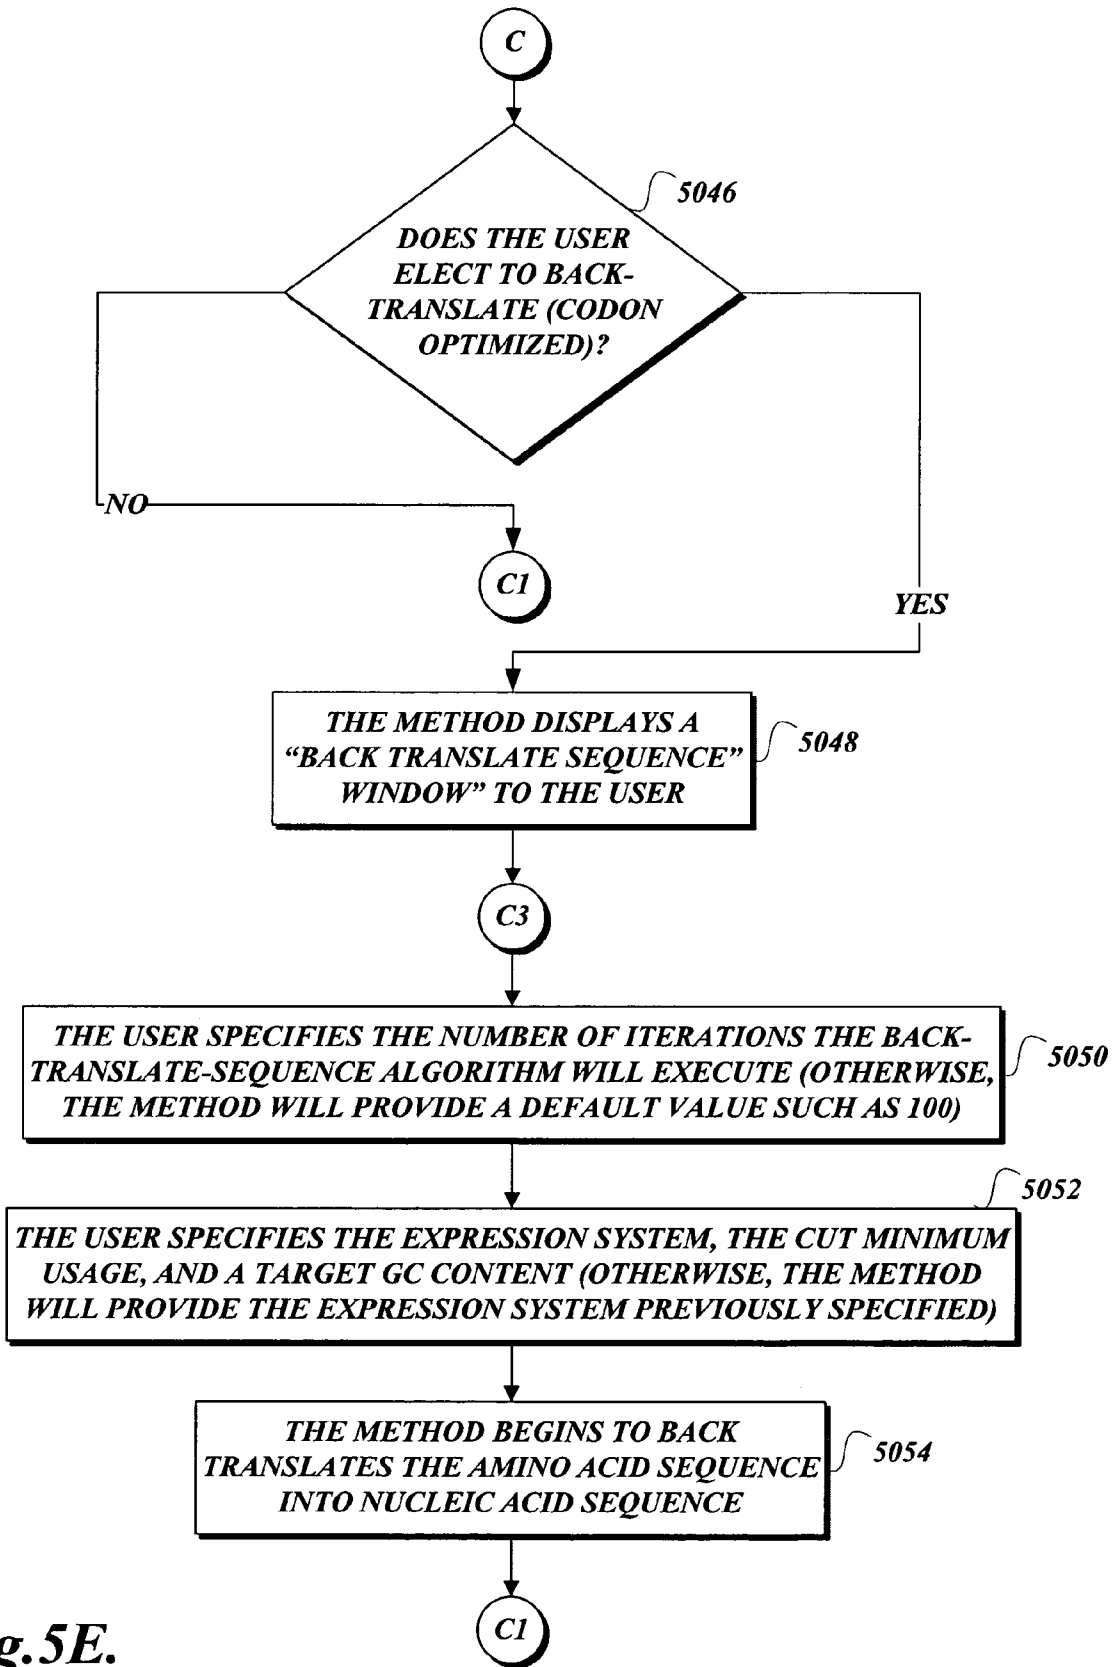 C
5046
DOES THE USER
ELECT TO BACK-
TRANSLATE (CODON
OPTIMIZED)?
NO
C1
YES
THE METHOD DISPLAYS A
“BACK TRANSLATE SEQUENCE”
WINDOW” TO THE USER
5048
C3
THE USER SPECIFIES THE NUMBER OF ITERATIONS THE BACK-
TRANSLATE-SEQUENCE ALGORITHM WILL EXECUTE (OTHERWISE,
THE METHOD WILL PROVIDE A DEFAULT VALUE SUCH AS 100)
5050
5052
THE USER SPECIFIES THE EXPRESSION SYSTEM, THE CUT MINIMUM
USAGE, AND A TARGET GC CONTENT (OTHERWISE, THE METHOD
WILL PROVIDE THE EXPRESSION SYSTEM PREVIOUSLY SPECIFIED)
THE METHOD BEGINS TO BACK
TRANSLATES THE AMINO ACID SEQUENCE
INTO NUCLEIC ACID SEQUENCE
5054
C1
g.5E.